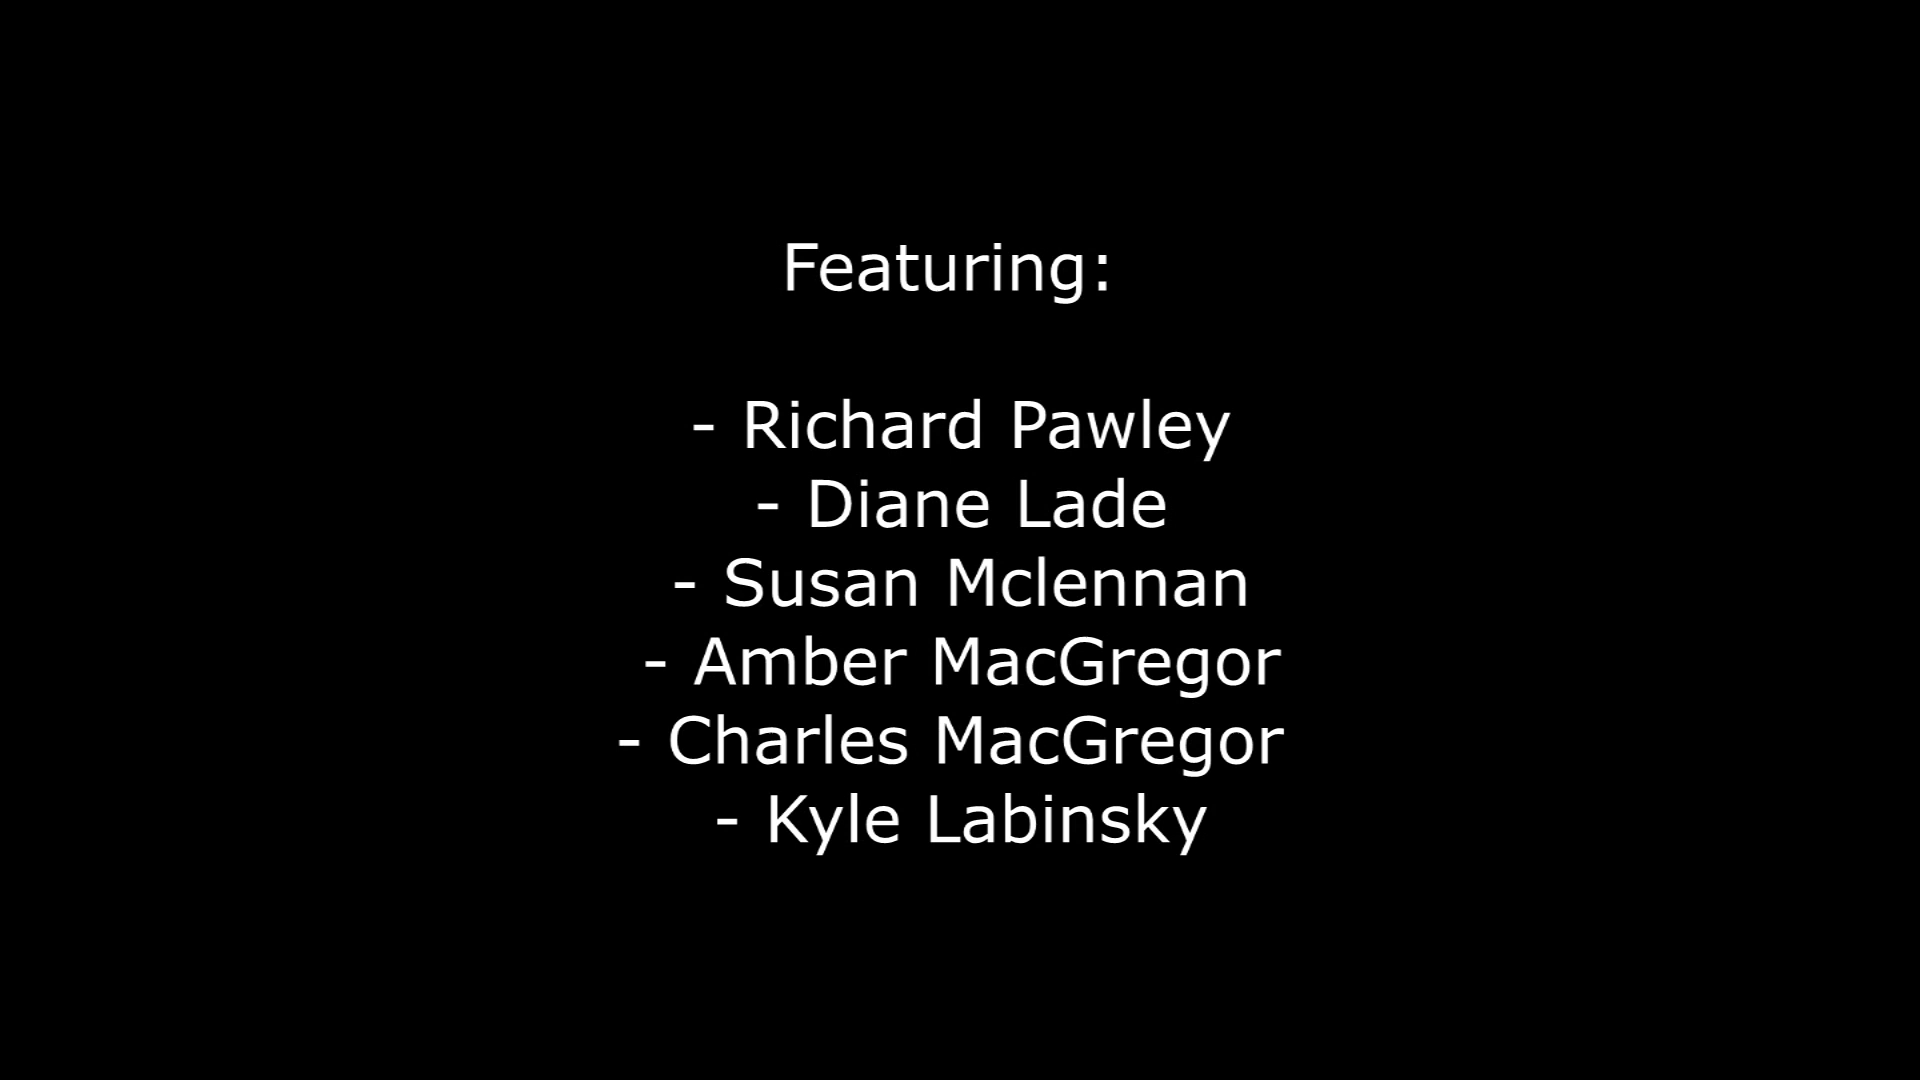 Featuring:
- Richard Pawley
- Diane Lade
- Susan Mclennan
- Amber MacGregor
- Charles MacGregor
- Kyle Labinsky